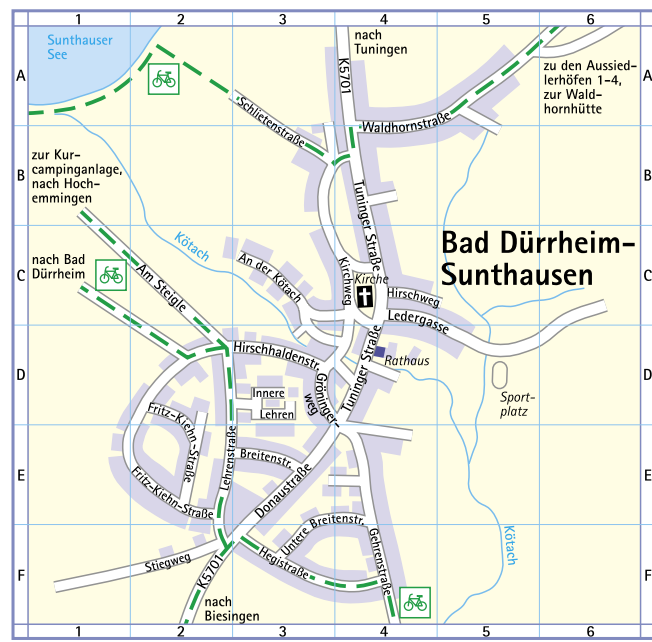 1 2 3 4 5 6
Sunthauser
See
nach
Tuningen
K5701
zu den Aussied-
lerhöfen 1-4,
zur Wald-
hornhütte
A
A
Schlietenstraße
Waldhornstraße
zur Kur-
campinganlage,
nach Hoch-
emmingen
B
B
Tuninger Straße
Kötach
Bad Dürrheim-
Sunthausen
nach Bad
Dürrheim
C
C
Am Steigle
An der Kötach
Kirchweg
Kirche
Hirschweg
Ledergasse
Hirschhaldenstr.
Tuninger Straße
Rathaus
D
D
Gröninger-
weg
Innere
Lehren
Sport-
platz
Fritz-Kiehn-Straße
Lehrenstraße
Breitenstr.
E
E
Donaustraße
Fritz-Kiehn-Straße
Kötach
Untere Breitenstr.
Gehrenstraße
Hegistraße
Stiegweg
K5701
F
F
nach
Biesingen
1 2 3 4 5 6